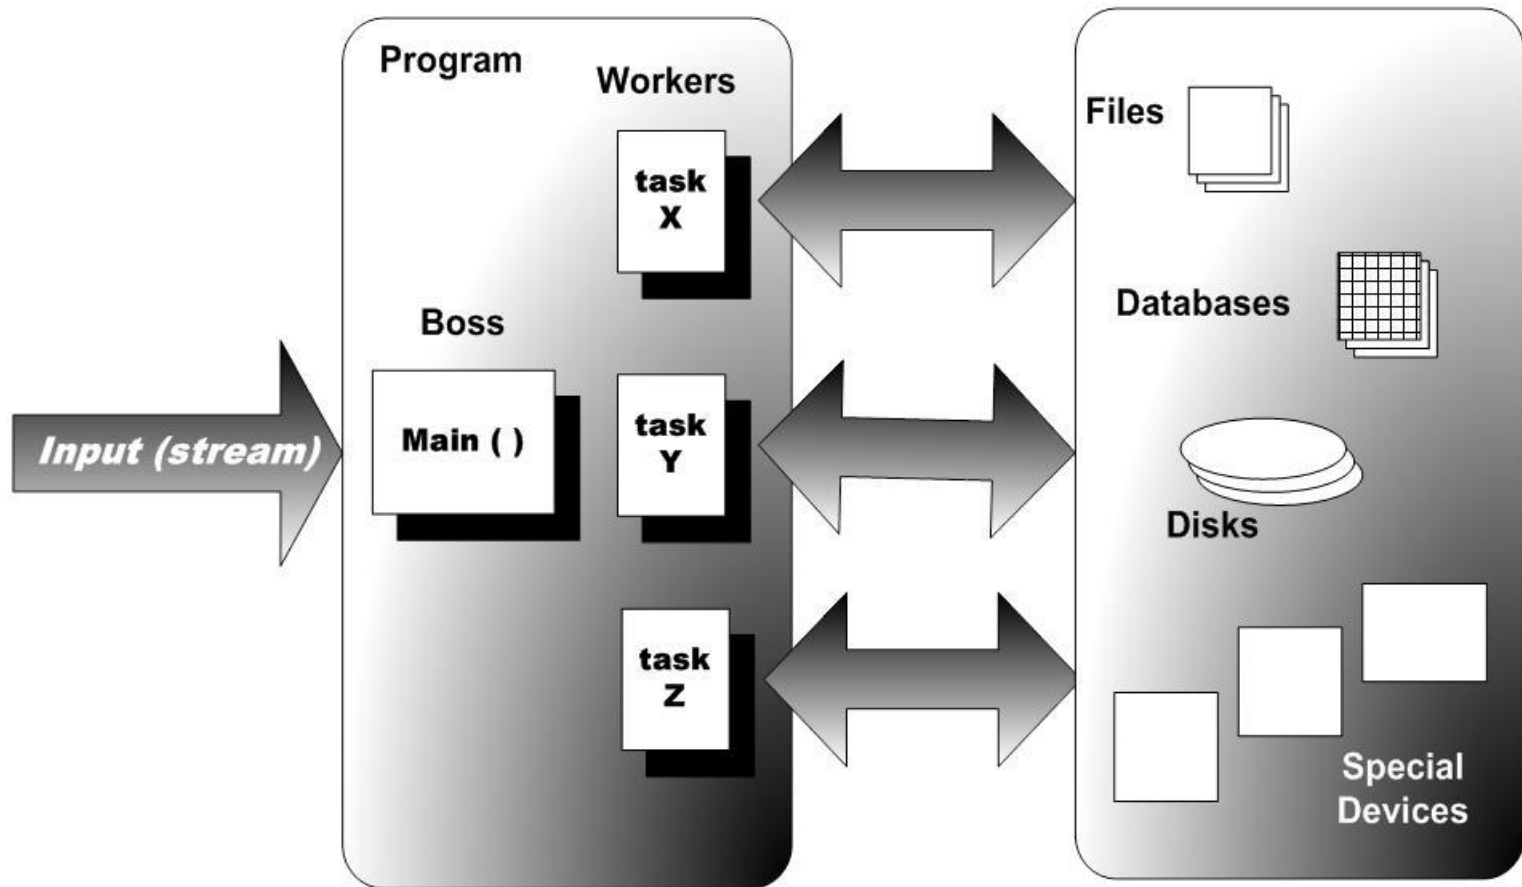 Program
Workers
task
X
Boss
Main ( )
task
Y
task
Z
Input (stream)
Files
Databases
Disks
Special
Devices